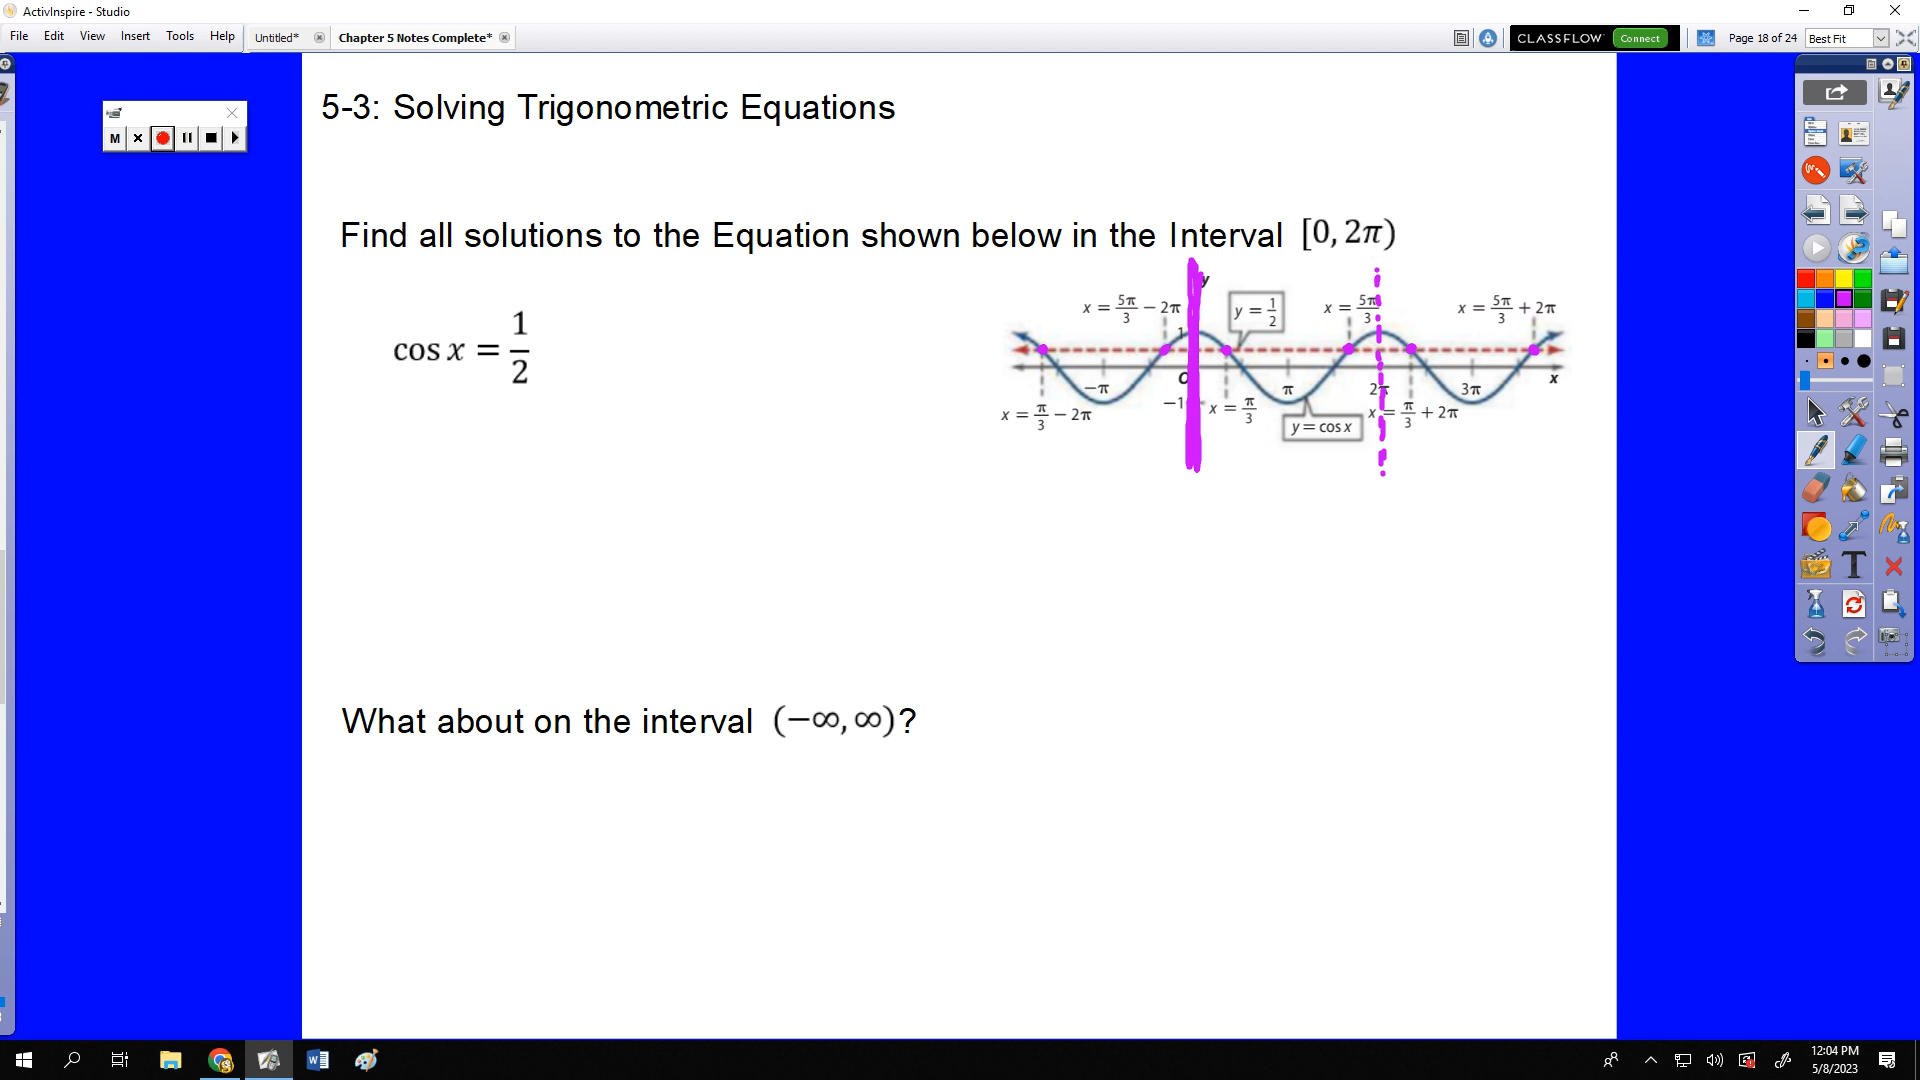 ActivInspire - Studio
File Edit View Insert Tools Help Untitled* Chapter 5 Notes Complete* CLASSFLOW Connect Page 18 of 24 Best Fit
M
5-3: Solving Trigonometric Equations
Find all solutions to the Equation shown below in the Interval [0, 2π)
cos x = 1/2
y
x = 5π/3 − 2π y = 1/2 x = 5π/3 x = 5π/3 + 2π
1
−π O π 2π 3π x
−1
x = π/3 − 2π x = π/3 x = π/3 + 2π
y = cos x
What about on the interval (−∞, ∞)?
12:04 PM
5/8/2023